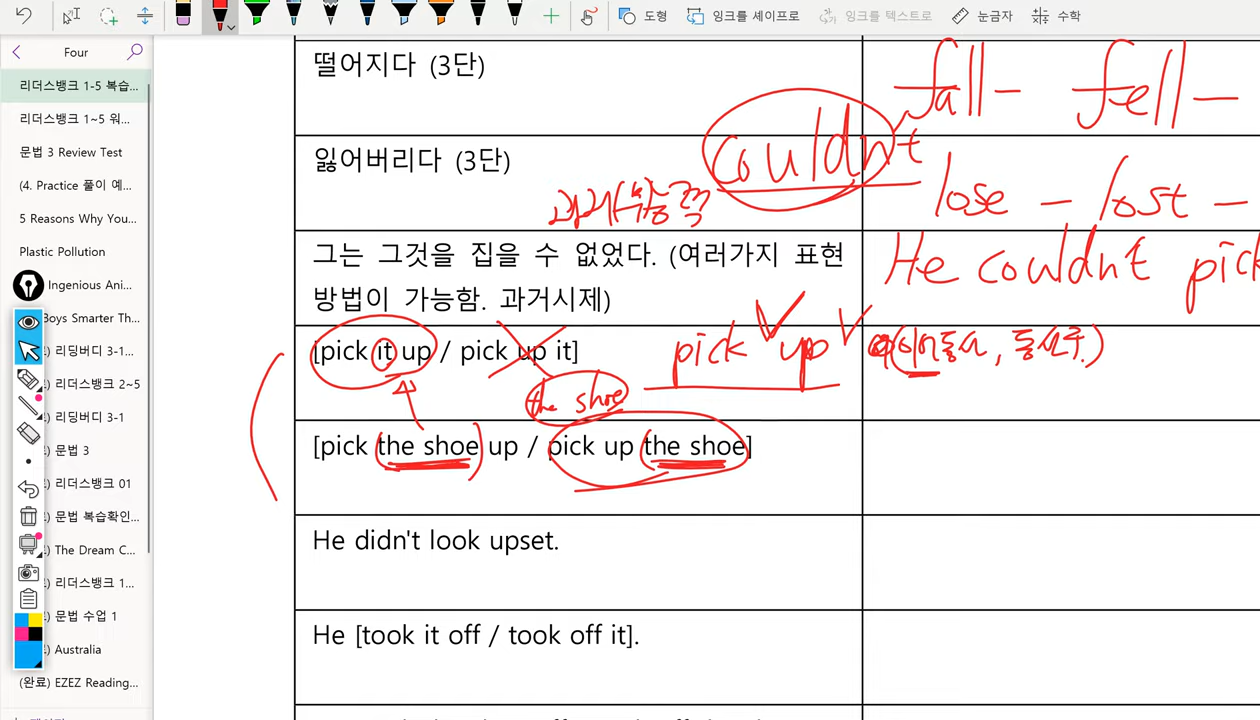 도형
잉크를 셰이프로
잉크를 텍스트로
눈금자
수학
Four
리더스뱅크 1-5 복습...
리더스뱅크 1~5 워...
문법 3 Review Test
(4. Practice 풀이 예...
5 Reasons Why You...
Plastic Pollution
Ingenious Ani...
Boys Smarter Th...
) 리딩버디 3-1...
) 리더스뱅크 2~5
) 리딩버디 3-1
) 문법 3
) 리더스뱅크 01
) 문법 복습확인...
) The Dream C...
) 리더스뱅크 1...
) 문법 수업 1
) Australia
(완료) EZEZ Reading...
떨어지다 (3단)
fall - fell -
잃어버리다 (3단)
couldn't
과거(부)능력
lose - lost -
그는 그것을 집을 수 없었다. (여러가지 표현
방법이 가능함. 과거시제)
He couldn't pick
[pick it up / pick up it]
pick up
the shoe
[pick the shoe up / pick up the shoe]
He didn't look upset.
He [took it off / took off it].